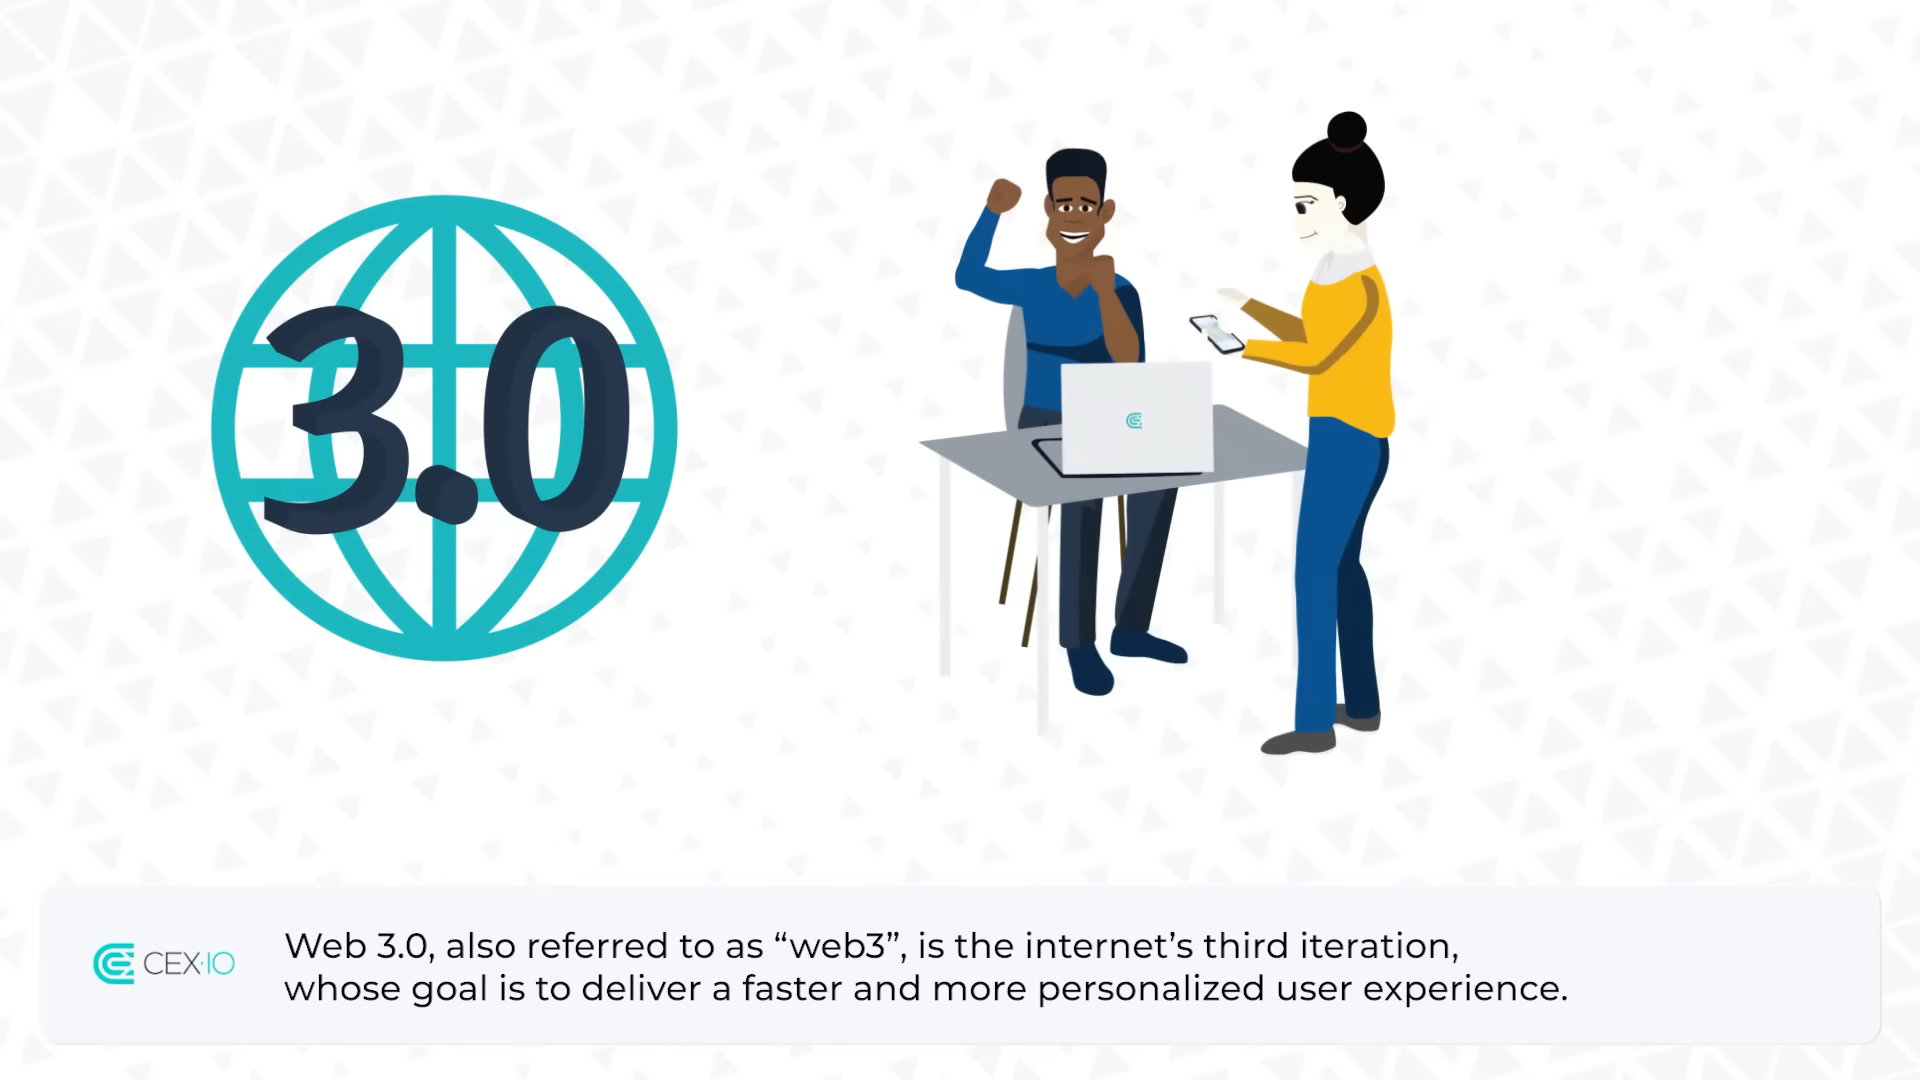 3.0
CEX·IO
Web 3.0, also referred to as “web3”, is the internet’s third iteration,
whose goal is to deliver a faster and more personalized user experience.